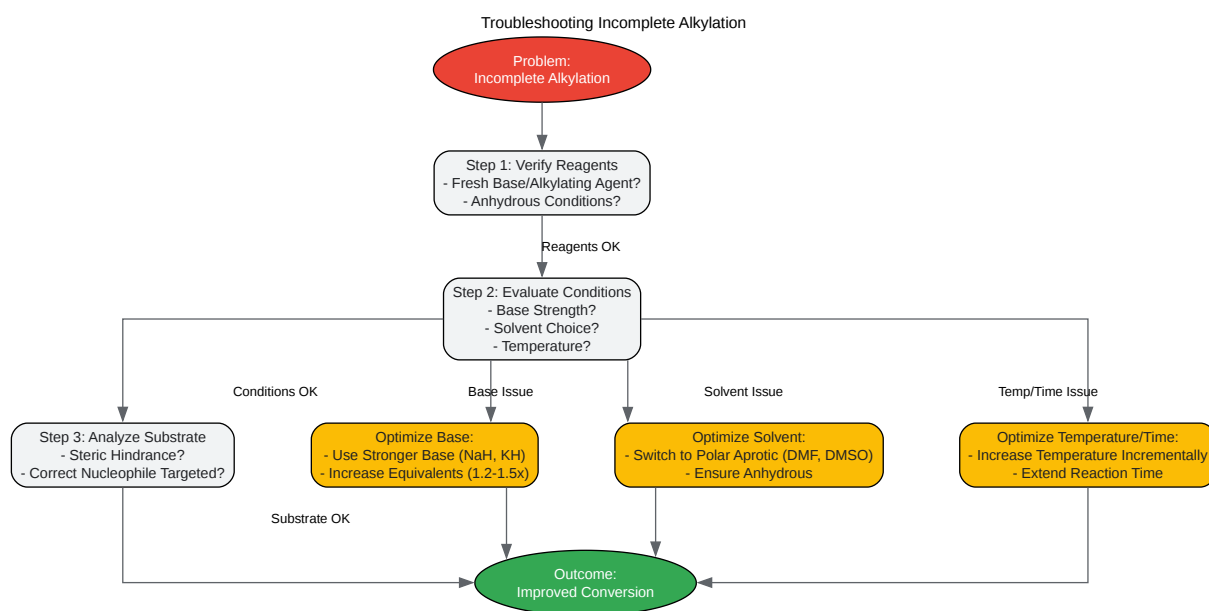 Troubleshooting Incomplete Alkylation
Problem:
Incomplete Alkylation
Step 1: Verify Reagents
- Fresh Base/Alkylating Agent?
- Anhydrous Conditions?
Reagents OK
Step 2: Evaluate Conditions
- Base Strength?
- Solvent Choice?
- Temperature?
Conditions OK
Base Issue
Solvent Issue
Temp/Time Issue
Step 3: Analyze Substrate
- Steric Hindrance?
- Correct Nucleophile Targeted?
Optimize Base:
- Use Stronger Base (NaH, KH)
- Increase Equivalents (1.2-1.5x)
Optimize Solvent:
- Switch to Polar Aprotic (DMF, DMSO)
- Ensure Anhydrous
Optimize Temperature/Time:
- Increase Temperature Incrementally
- Extend Reaction Time
Substrate OK
Outcome:
Improved Conversion